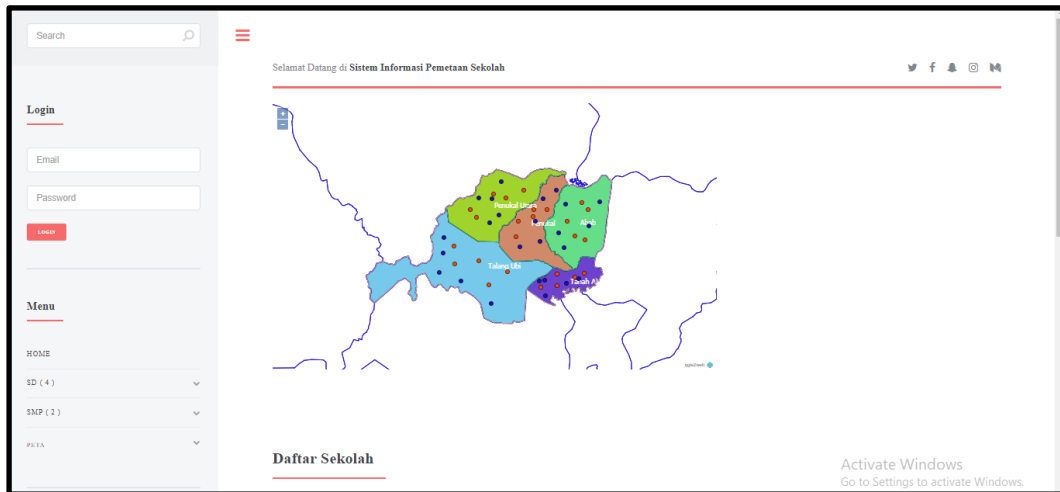 Search
Selamat Datang di Sistem Informasi Pemetaan Sekolah
Login
Email
Password
LOGIN
Menu
HOME
SD ( 4 )
SMP ( 2 )
PETA
+
−
Penukal Utara
Penukal
Abab
Talang Ubi
Tanah A
qgis2web
Daftar Sekolah
Activate Windows
Go to Settings to activate Windows.